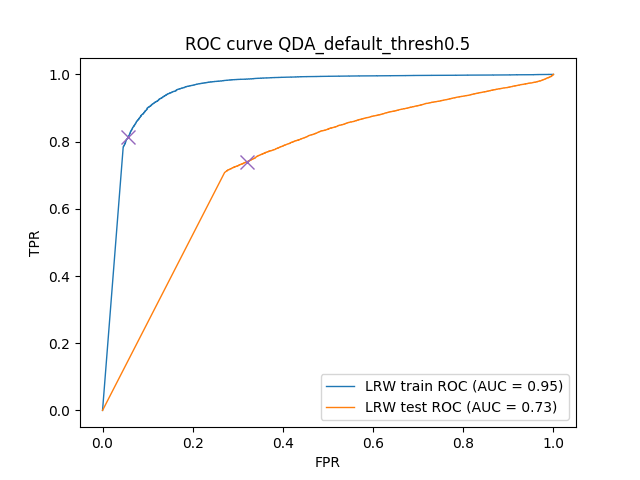 ROC curve QDA_default_thresh0.5
1.0
0.8
0.6
0.4
0.2
0.0
TPR
0.0 0.2 0.4 0.6 0.8 1.0
FPR
LRW train ROC (AUC = 0.95)
LRW test ROC (AUC = 0.73)